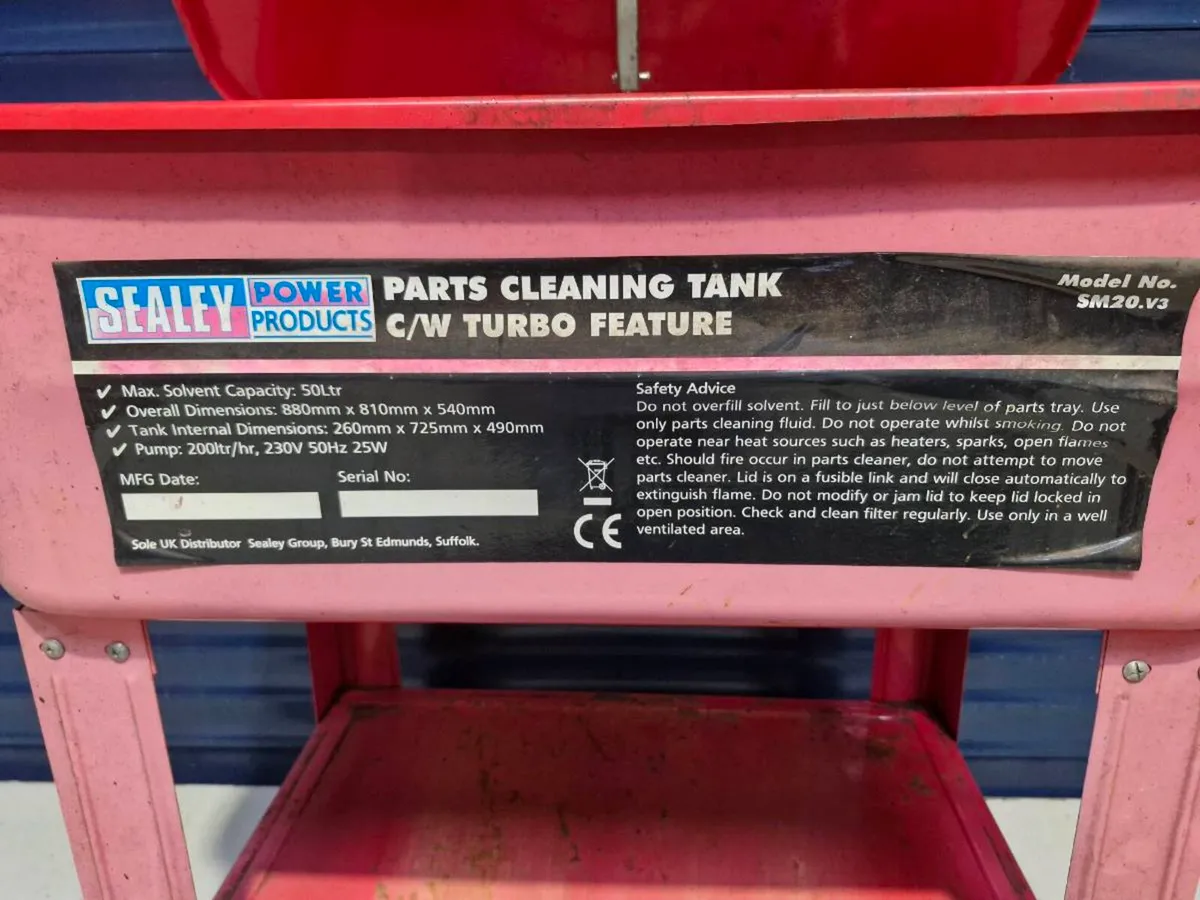 SEALEY POWER PRODUCTS
PARTS CLEANING TANK
C/W TURBO FEATURE
Model No.
SM20.V3
✔ Max. Solvent Capacity: 50Ltr
✔ Overall Dimensions: 880mm x 810mm x 540mm
✔ Tank Internal Dimensions: 260mm x 725mm x 490mm
✔ Pump: 200ltr/hr, 230V 50Hz 25W
MFG Date:
Serial No:
Sole UK Distributor Sealey Group, Bury St Edmunds, Suffolk.
CE
Safety Advice
Do not overfill solvent. Fill to just below level of parts tray. Use
only parts cleaning fluid. Do not operate whilst smoking. Do not
operate near heat sources such as heaters, sparks, open flames
etc. Should fire occur in parts cleaner, do not attempt to move
parts cleaner. Lid is on a fusible link and will close automatically to
extinguish flame. Do not modify or jam lid to keep lid locked in
open position. Check and clean filter regularly. Use only in a well
ventilated area.